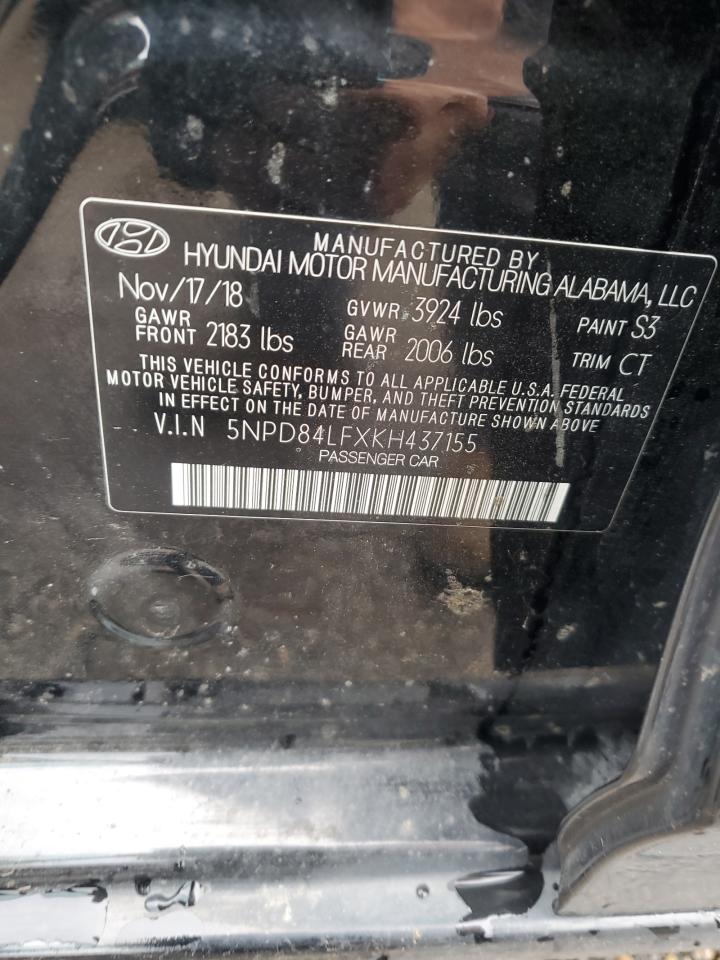 MANUFACTURED BY
HYUNDAI MOTOR MANUFACTURING ALABAMA, LLC
Nov/17/18 GVWR 3924 lbs PAINT S3
GAWR FRONT 2183 lbs GAWR REAR 2006 lbs TRIM CT
THIS VEHICLE CONFORMS TO ALL APPLICABLE U.S.A. FEDERAL
MOTOR VEHICLE SAFETY, BUMPER, AND THEFT PREVENTION STANDARDS
IN EFFECT ON THE DATE OF MANUFACTURE SHOWN ABOVE.
V.I.N 5NPD84LFXKH437155
PASSENGER CAR